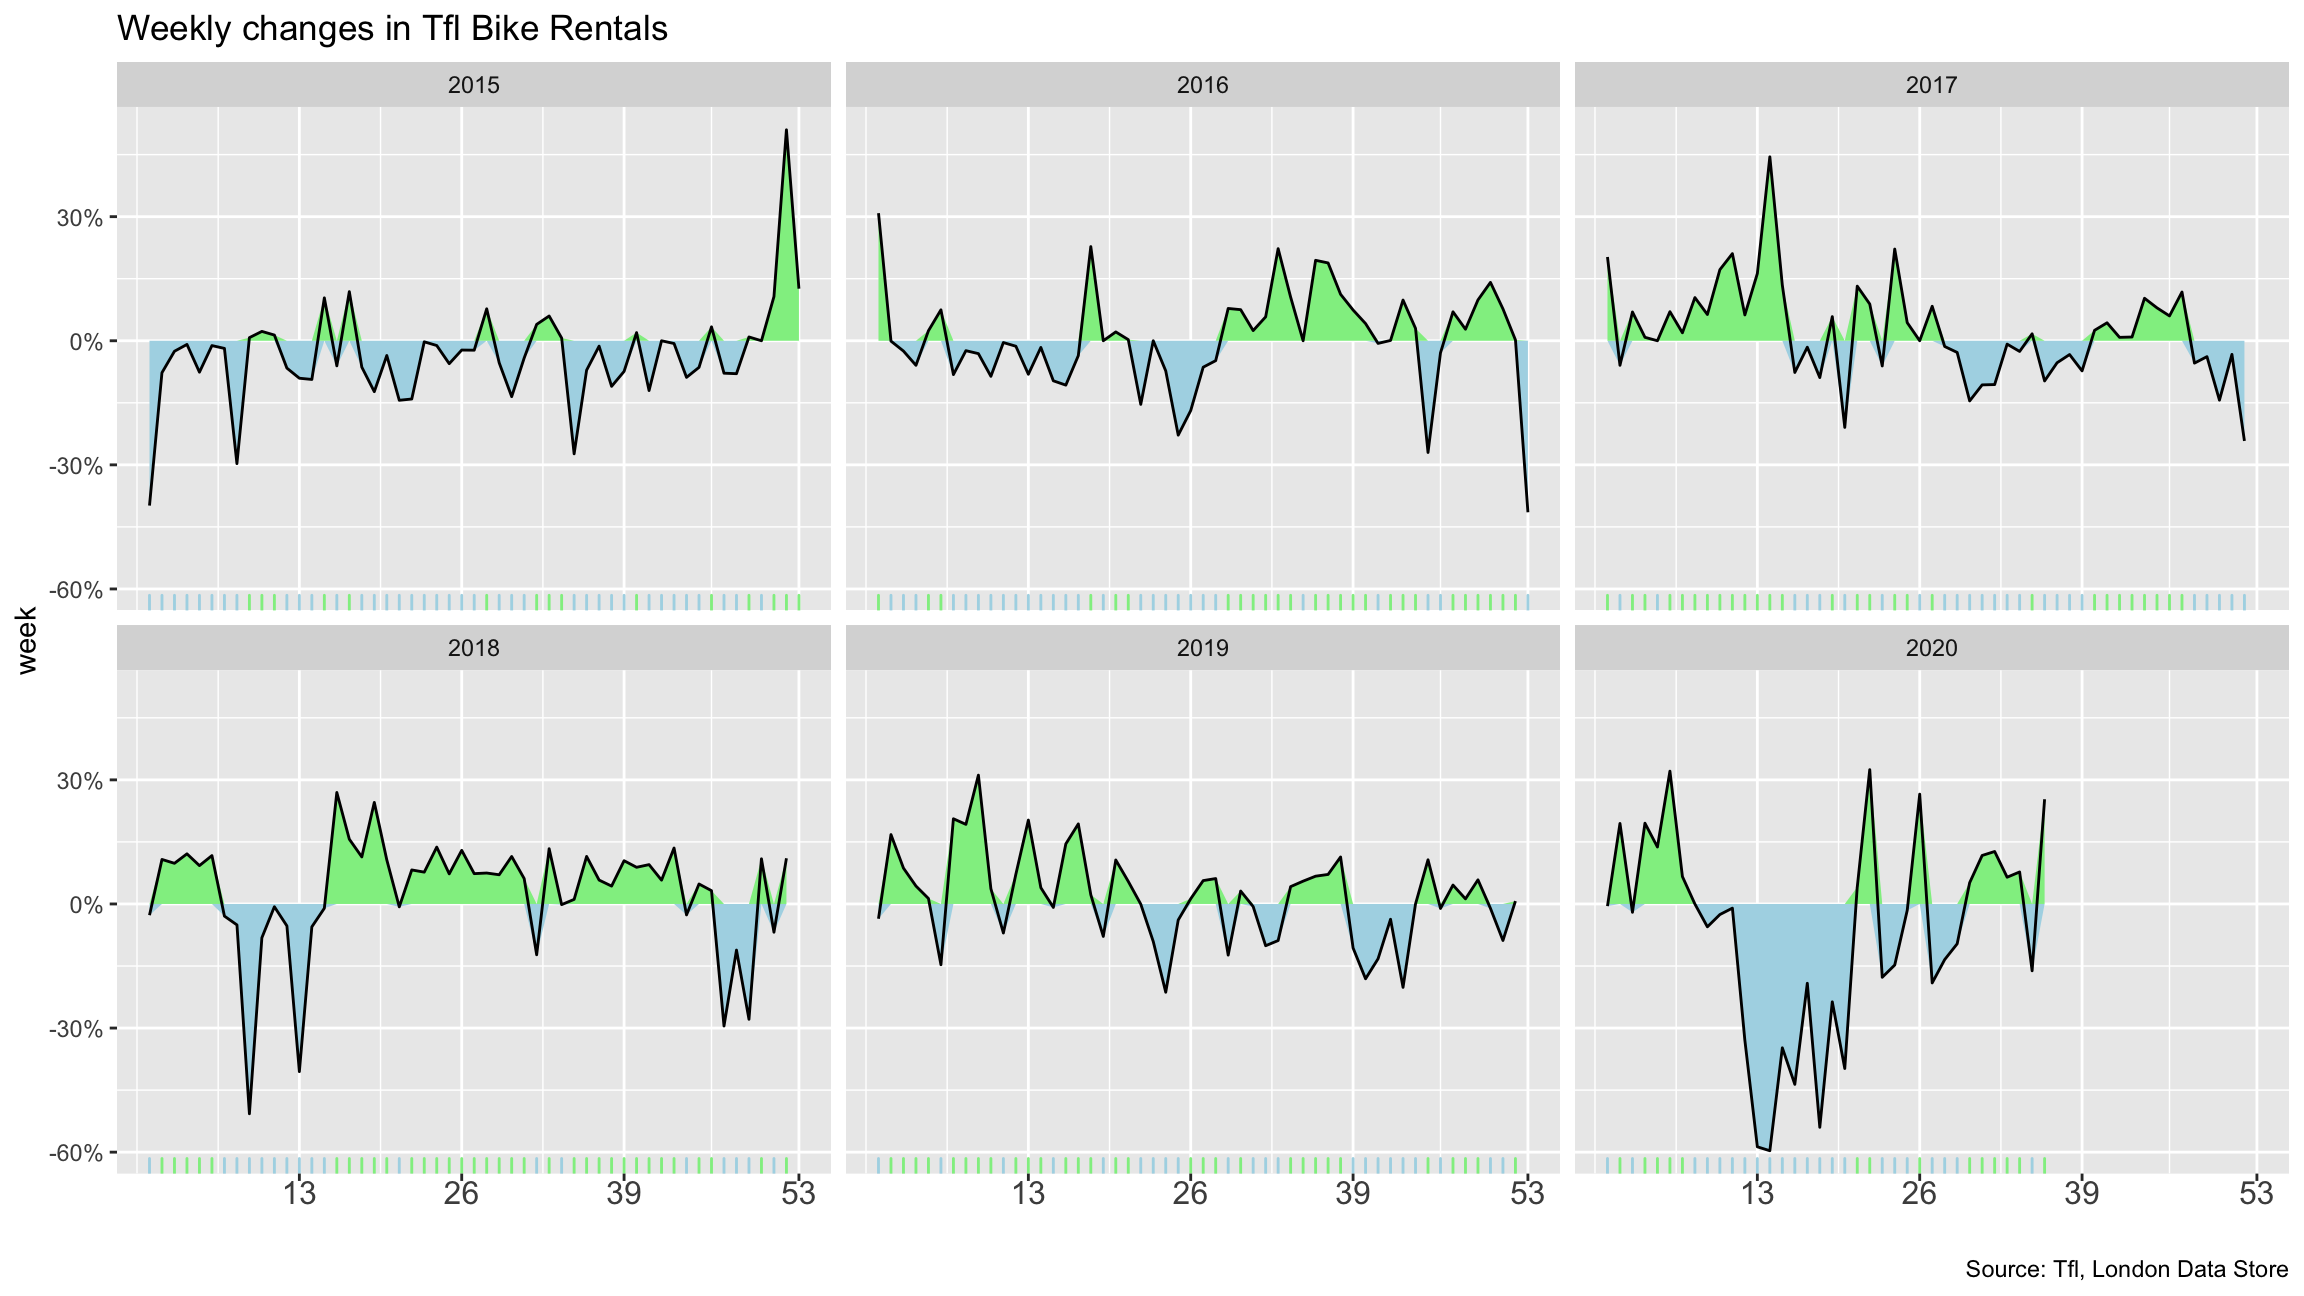 Weekly changes in Tfl Bike Rentals
2015
2016
2017
30%
0%
-30%
-60%
week
2018
2019
2020
30%
0%
-30%
-60%
13 26 39 53
13 26 39 53
13 26 39 53
Source: Tfl, London Data Store